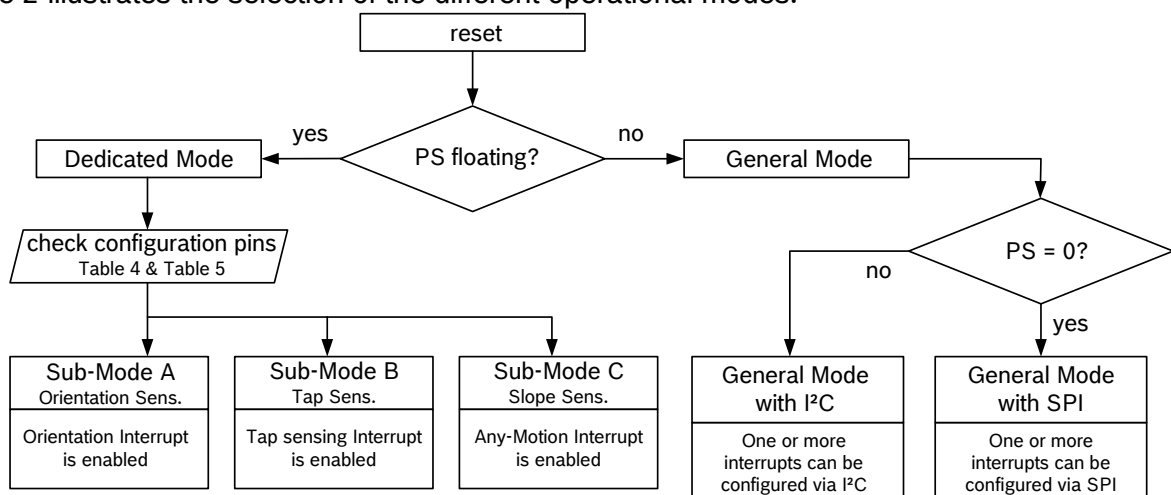 2 illustrates the selection of the different operational modes.
reset
yes
PS floating?
no
Dedicated Mode
General Mode
check configuration pins
Table 4 & Table 5
PS = 0?
no
yes
Sub-Mode A
Orientation Sens.
Orientation Interrupt
is enabled
Sub-Mode B
Tap Sens.
Tap sensing Interrupt
is enabled
Sub-Mode C
Slope Sens.
Any-Motion Interrupt
is enabled
General Mode
with I²C
One or more
interrupts can be
configured via I²C
General Mode
with SPI
One or more
interrupts can be
configured via SPI